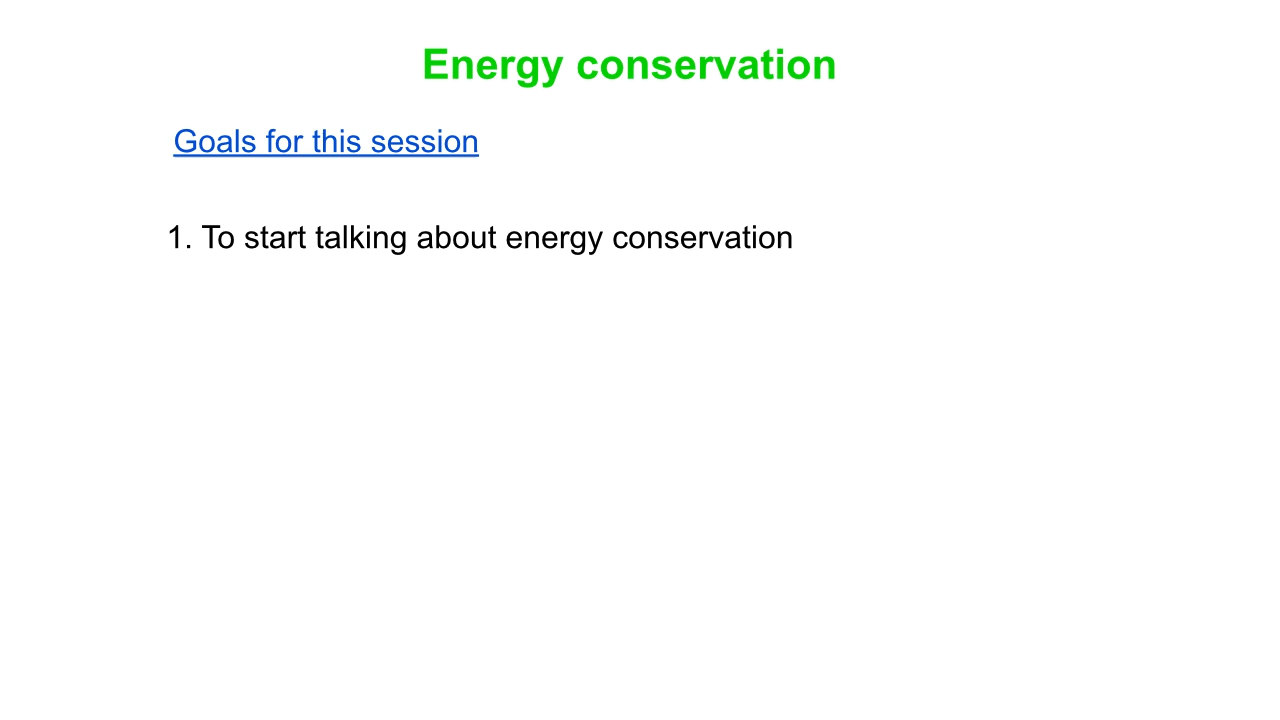 Energy conservation
Goals for this session
1. To start talking about energy conservation